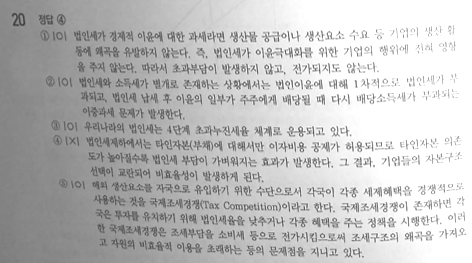 20 정답 ④
① |O| 법인세가 경제적 이윤에 대한 과세라면 생산물 공급이나 생산요소 수요 등 기업의 생산 활
동에 왜곡을 유발하지 않는다. 즉, 법인세가 이윤극대화를 위한 기업의 행위에 전혀 영향
을 주지 않는다. 따라서 초과부담이 발생하지 않고, 전가되지도 않는다.
② |O| 법인세와 소득세가 별개로 존재하는 상황에서는 법인이윤에 대해 1차적으로 법인세가 부
과되고, 법인세 납세 후 이윤의 일부가 주주에게 배당될 때 다시 배당소득세가 부과되는
이중과세 문제가 발생한다.
③ |O| 우리나라의 법인세는 4단계 초과누진세율 체계로 운용되고 있다.
④ |X| 법인세제하에서는 타인자본(부채)에 대해서만 이자비용 공제가 허용되므로 타인자본 의존
도가 높아질수록 법인세 부담이 가벼워지는 효과가 발생한다. 그 결과, 기업들의 자본구조
선택이 교란되어 비효율성이 발생하게 된다.
⑤ |O| 해외 생산요소를 자국으로 유입하기 위한 수단으로서 각국이 각종 세제혜택을 경쟁적으로
사용하는 것을 국제조세경쟁(Tax Competition)이라고 한다. 국제조세경쟁이 존재하면 각
국은 투자를 유치하기 위해 법인세율을 낮추거나 각종 혜택을 주는 정책을 시행한다. 이러
한 국제조세경쟁은 조세부담을 소비세 등으로 전가시킴으로써 조세구조의 왜곡을 가져오
고 자원의 비효율적 이용을 초래하는 등의 문제점을 지니고 있다.